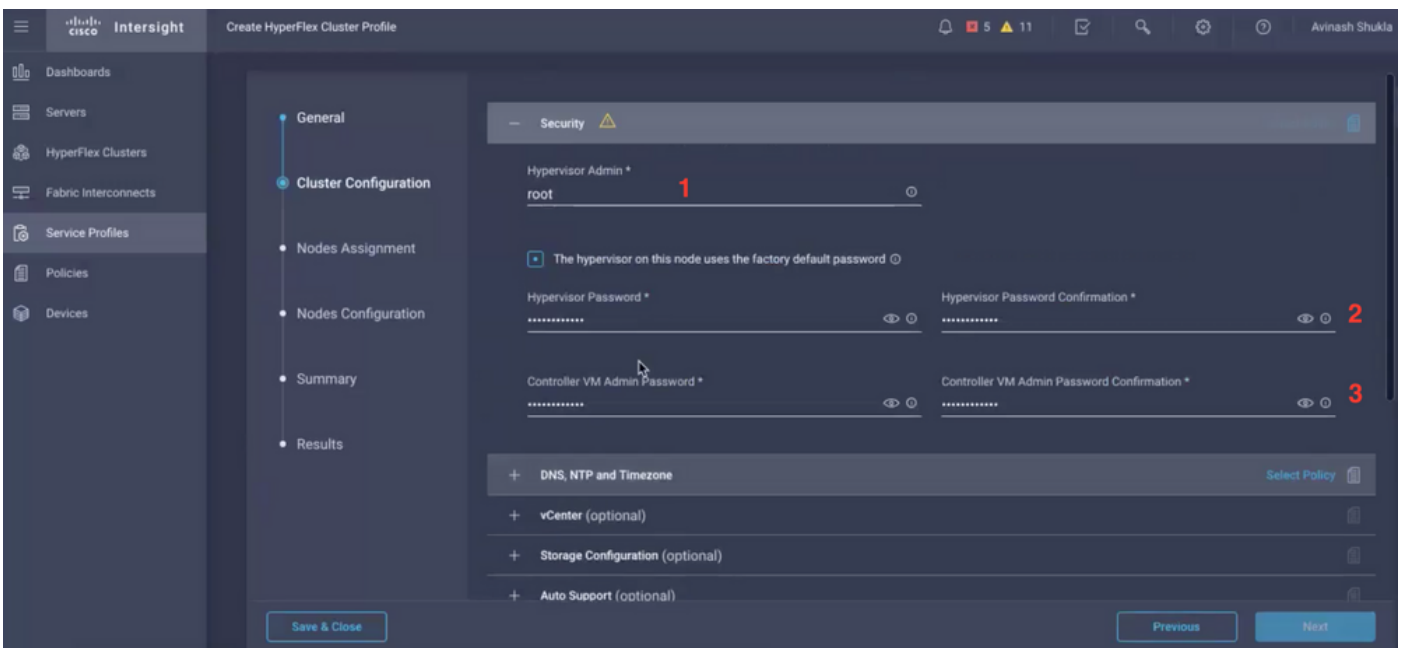 cisco Intersight
Create HyperFlex Cluster Profile
5
11
Avinash Shukla
Dashboards
Servers
HyperFlex Clusters
Fabric Interconnects
Service Profiles
Policies
Devices
General
Cluster Configuration
Nodes Assignment
Nodes Configuration
Summary
Results
Security
Hypervisor Admin *
root
1
The hypervisor on this node uses the factory default password
Hypervisor Password *
............
Hypervisor Password Confirmation *
............
2
Controller VM Admin Password *
............
Controller VM Admin Password Confirmation *
............
3
DNS, NTP and Timezone
Select Policy
vCenter (optional)
Storage Configuration (optional)
Auto Support (optional)
Save & Close
Previous
Next